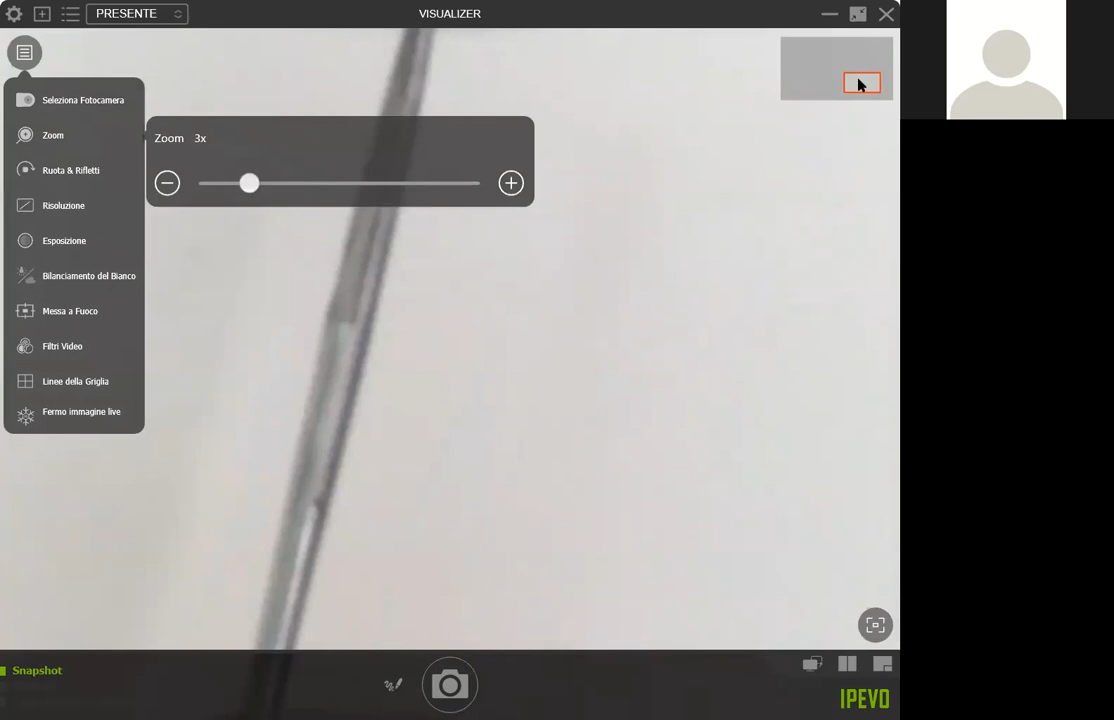 PRESENTE
VISUALIZER
Seleziona Fotocamera
Zoom
Ruota & Rifletti
Risoluzione
Esposizione
Bilanciamento del Bianco
Messa a Fuoco
Filtri Video
Linee della Griglia
Fermo immagine live
Zoom 3x
Snapshot
IPEVO